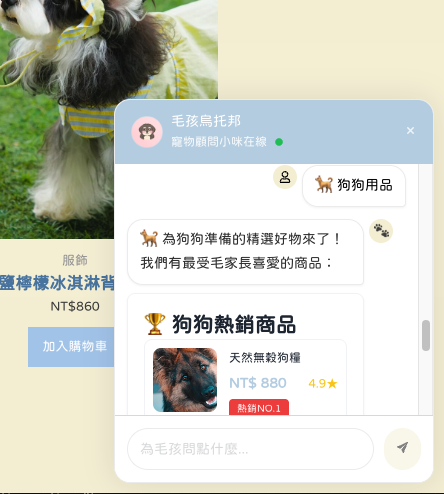 毛孩烏托邦
寵物顧問小咪在線
×
🐕 狗狗用品
🐕 為狗狗準備的精選好物來了！
我們有最受毛家長喜愛的商品：
🏆 狗狗熱銷商品
天然無穀狗糧
NT$ 880 4.9★
熱銷NO.1
為毛孩問點什麼...
服飾
鹽檸檬冰淇淋背
NT$860
加入購物車